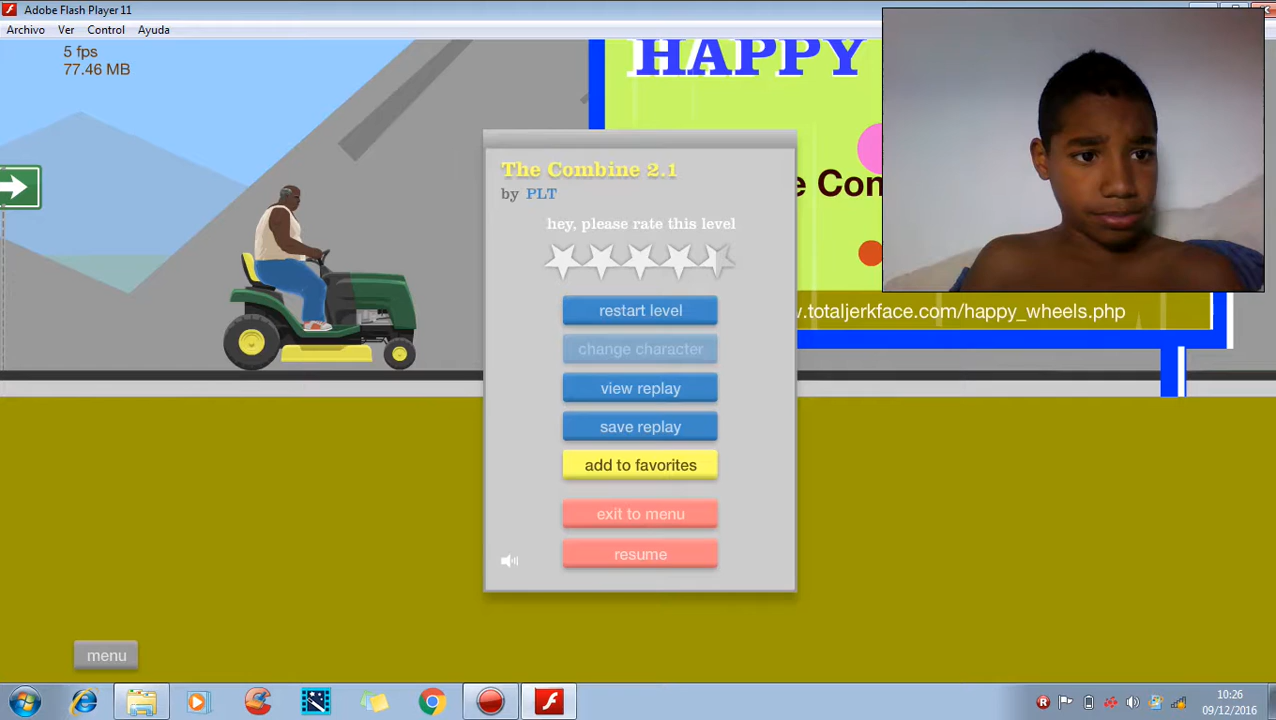 Adobe Flash Player 11
Archivo Ver Control Ayuda
5 fps
77.46 MB
HAPPY
The Combine 2.1
by PLT
hey, please rate this level
restart level
change character
view replay
save replay
add to favorites
exit to menu
resume
.totaljerkface.com/happy_wheels.php
menu
10:26
09/12/2016